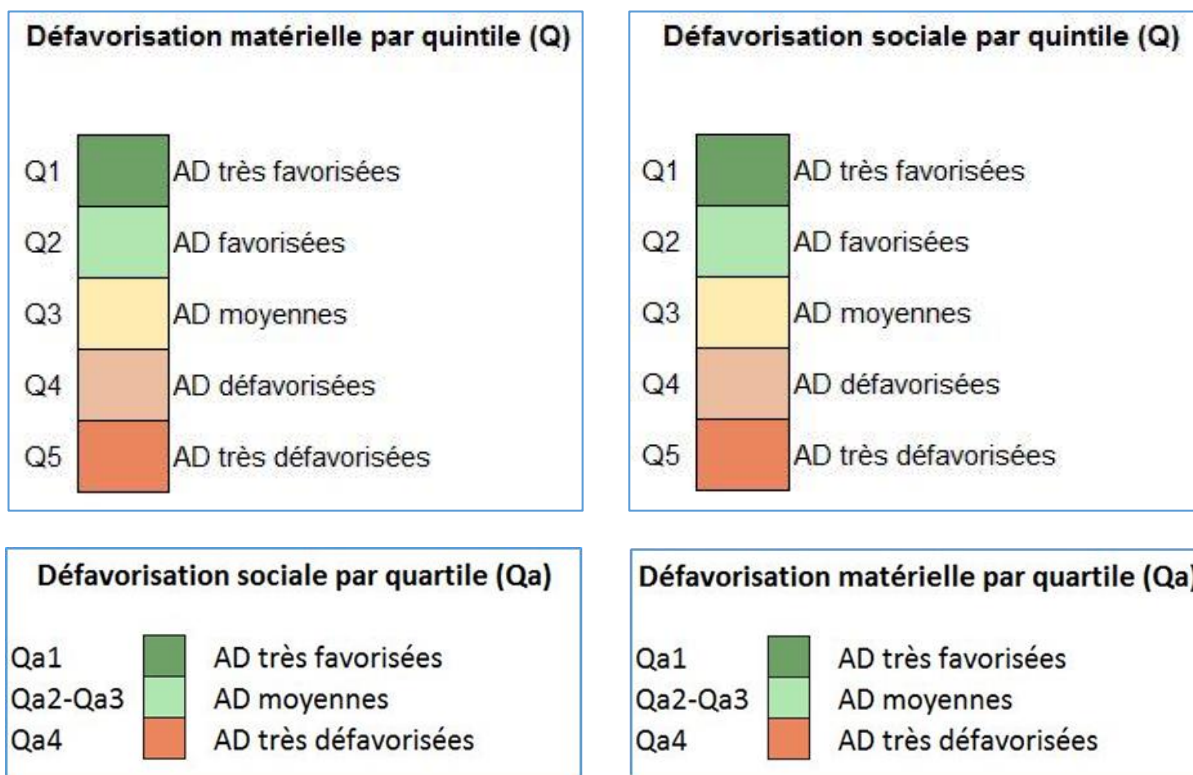 Défavorisation matérielle par quintile (Q)
Q1 AD très favorisées
Q2 AD favorisées
Q3 AD moyennes
Q4 AD défavorisées
Q5 AD très défavorisées
Défavorisation sociale par quintile (Q)
Q1 AD très favorisées
Q2 AD favorisées
Q3 AD moyennes
Q4 AD défavorisées
Q5 AD très défavorisées
Défavorisation sociale par quartile (Qa)
Qa1 AD très favorisées
Qa2-Qa3 AD moyennes
Qa4 AD très défavorisées
Défavorisation matérielle par quartile (Qa)
Qa1 AD très favorisées
Qa2-Qa3 AD moyennes
Qa4 AD très défavorisées